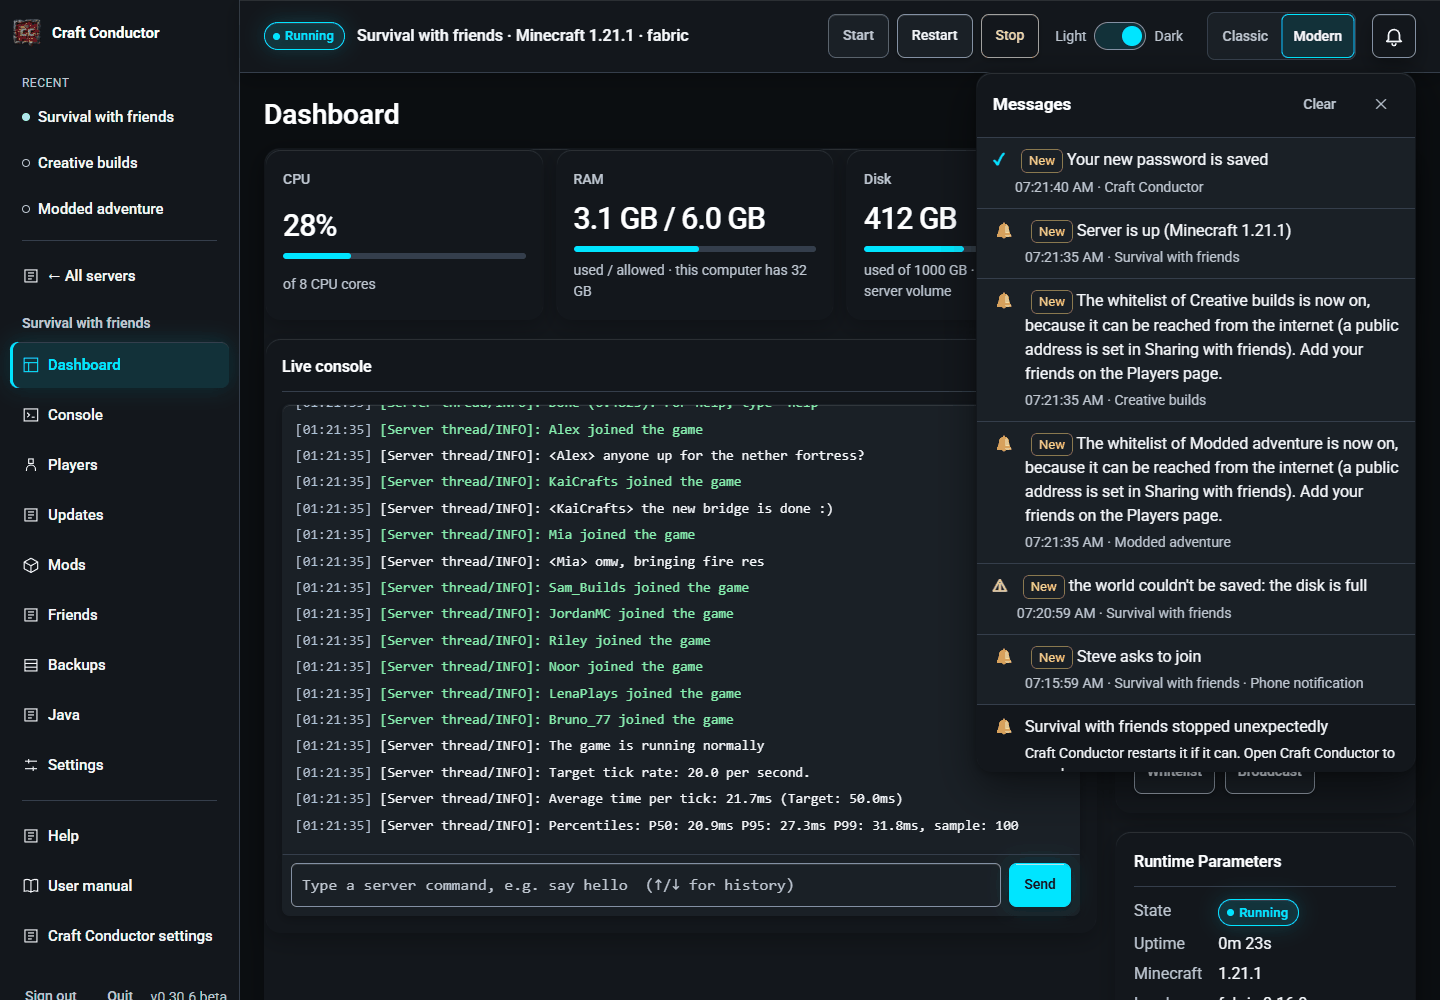 Craft Conductor
RECENT
Survival with friends
Creative builds
Modded adventure
← All servers
Survival with friends
Dashboard
Console
Players
Updates
Mods
Friends
Backups
Java
Settings
Help
User manual
Craft Conductor settings
Sign out Quit v0.30.6 beta
Running Survival with friends · Minecraft 1.21.1 · fabric
Start Restart Stop Light Dark Classic Modern
Dashboard
CPU
28%
of 8 CPU cores
RAM
3.1 GB / 6.0 GB
used / allowed · this computer has 32
GB
Disk
412 GB
used of 1000 GB ·
server volume
Live console
[01:21:35] [Server thread/INFO]: Alex joined the game
[01:21:35] [Server thread/INFO]: <Alex> anyone up for the nether fortress?
[01:21:35] [Server thread/INFO]: KaiCrafts joined the game
[01:21:35] [Server thread/INFO]: <KaiCrafts> the new bridge is done :)
[01:21:35] [Server thread/INFO]: Mia joined the game
[01:21:35] [Server thread/INFO]: <Mia> omw, bringing fire res
[01:21:35] [Server thread/INFO]: Sam_Builds joined the game
[01:21:35] [Server thread/INFO]: JordanMC joined the game
[01:21:35] [Server thread/INFO]: Riley joined the game
[01:21:35] [Server thread/INFO]: Noor joined the game
[01:21:35] [Server thread/INFO]: LenaPlays joined the game
[01:21:35] [Server thread/INFO]: Bruno_77 joined the game
[01:21:35] [Server thread/INFO]: The game is running normally
[01:21:35] [Server thread/INFO]: Target tick rate: 20.0 per second.
[01:21:35] [Server thread/INFO]: Average time per tick: 21.7ms (Target: 50.0ms)
[01:21:35] [Server thread/INFO]: Percentiles: P50: 20.9ms P95: 27.3ms P99: 31.8ms, sample: 100
Type a server command, e.g. say hello (↑/↓ for history)
Send
Messages Clear
New Your new password is saved
07:21:40 AM · Craft Conductor
New Server is up (Minecraft 1.21.1)
07:21:35 AM · Survival with friends
New The whitelist of Creative builds is now on,
because it can be reached from the internet (a public
address is set in Sharing with friends). Add your
friends on the Players page.
07:21:35 AM · Creative builds
New The whitelist of Modded adventure is now on,
because it can be reached from the internet (a public
address is set in Sharing with friends). Add your
friends on the Players page.
07:21:35 AM · Modded adventure
New the world couldn't be saved: the disk is full
07:20:59 AM · Survival with friends
New Steve asks to join
07:15:59 AM · Survival with friends · Phone notification
Survival with friends stopped unexpectedly
Craft Conductor restarts it if it can. Open Craft Conductor to
Whitelist Broadcast
Runtime Parameters
State Running
Uptime 0m 23s
Minecraft 1.21.1